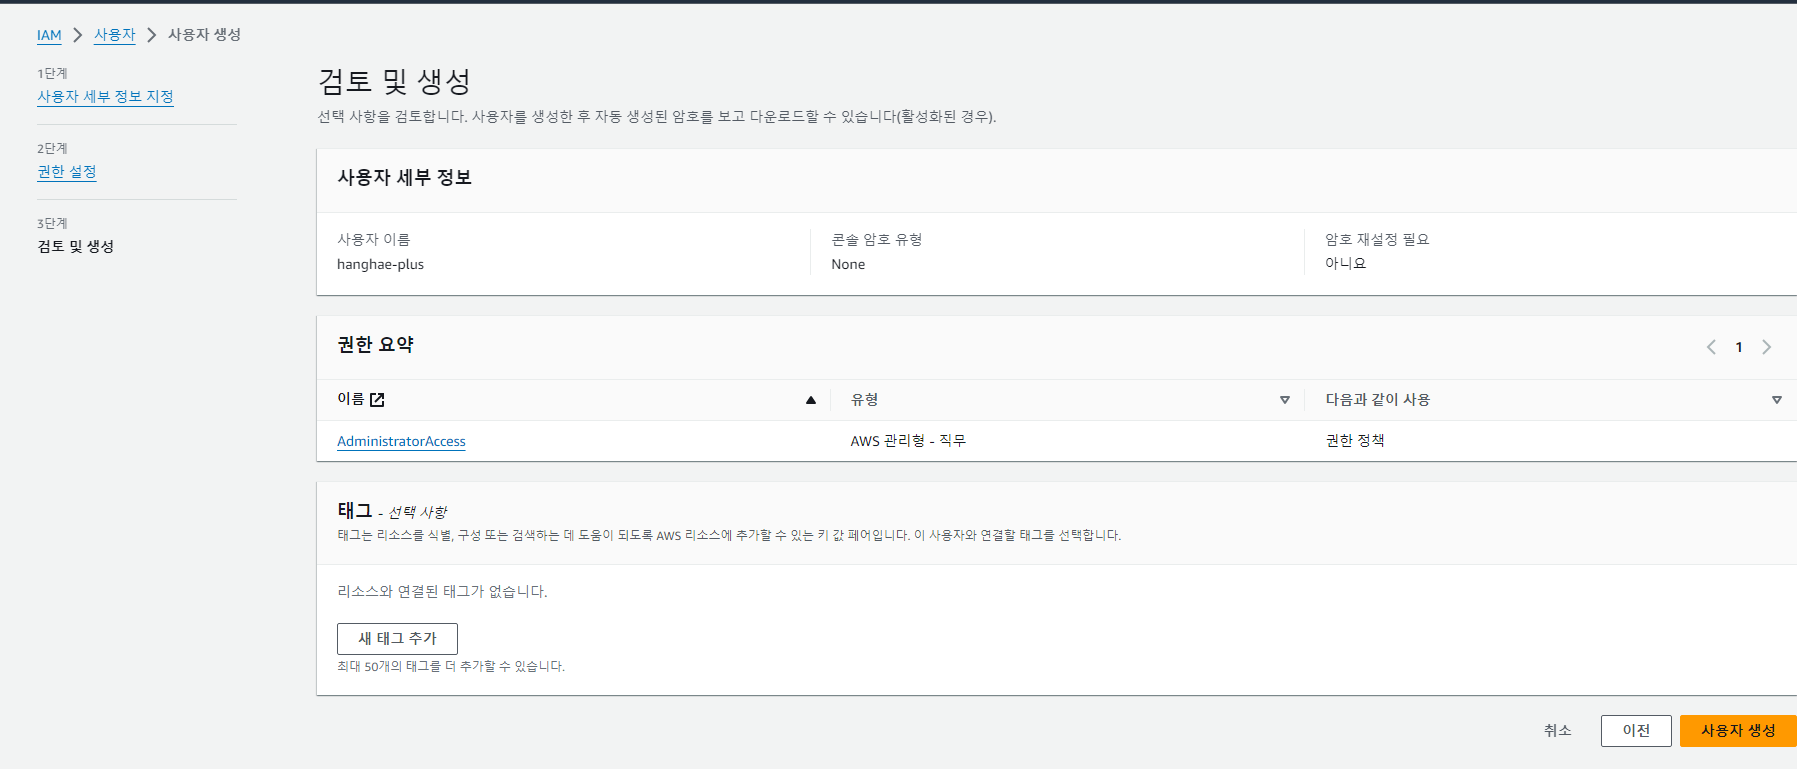 IAM > 사용자 > 사용자 생성
1단계
사용자 세부 정보 지정
2단계
권한 설정
3단계
검토 및 생성
검토 및 생성
선택 사항을 검토합니다. 사용자를 생성한 후 자동 생성된 암호를 보고 다운로드할 수 있습니다(활성화된 경우).
사용자 세부 정보
사용자 이름
hanghae-plus
콘솔 암호 유형
None
암호 재설정 필요
아니요
권한 요약
1
이름 유형 다음과 같이 사용
AdministratorAccess AWS 관리형 - 직무 권한 정책
태그 - 선택 사항
태그는 리소스를 식별, 구성 또는 검색하는 데 도움이 되도록 AWS 리소스에 추가할 수 있는 키 값 페어입니다. 이 사용자와 연결할 태그를 선택합니다.
리소스와 연결된 태그가 없습니다.
새 태그 추가
최대 50개의 태그를 더 추가할 수 있습니다.
취소 이전 사용자 생성